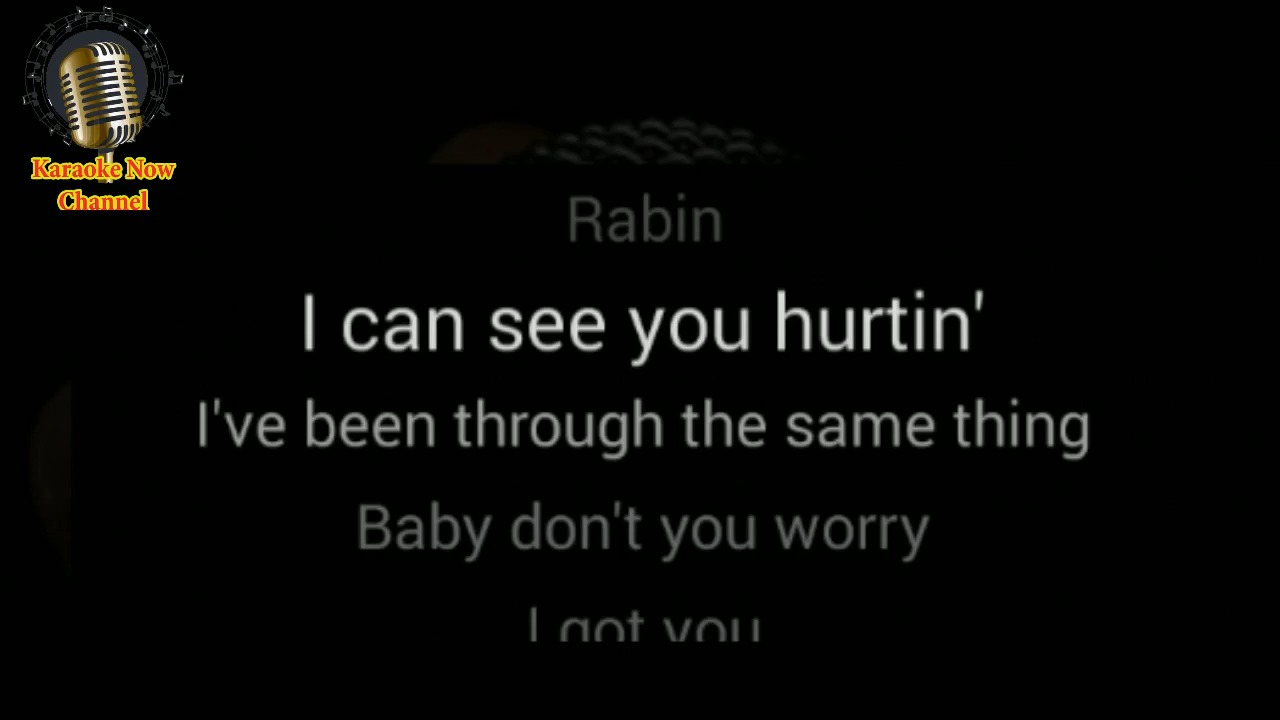 Karaoke Now
Channel
Rabin
I can see you hurtin'
I've been through the same thing
Baby don't you worry
I got you